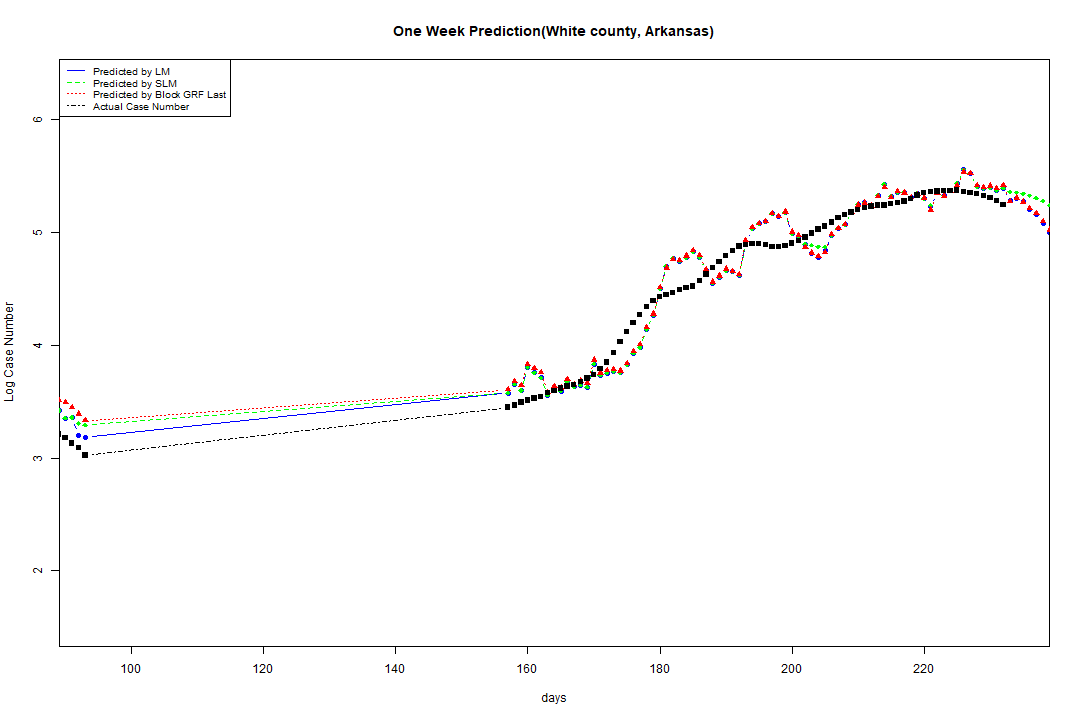 One Week Prediction(White county, Arkansas)
Predicted by LM
Predicted by SLM
Predicted by Block GRF Last
Actual Case Number
6
5
4
3
2
Log Case Number
100 120 140 160 180 200 220
days